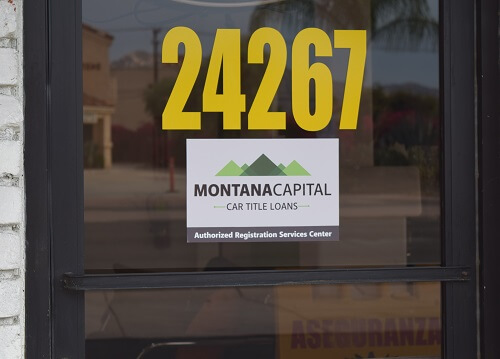 24267
MONTANACAPITAL
CAR TITLE LOANS
Authorized Registration Services Center
ASEGURANZA